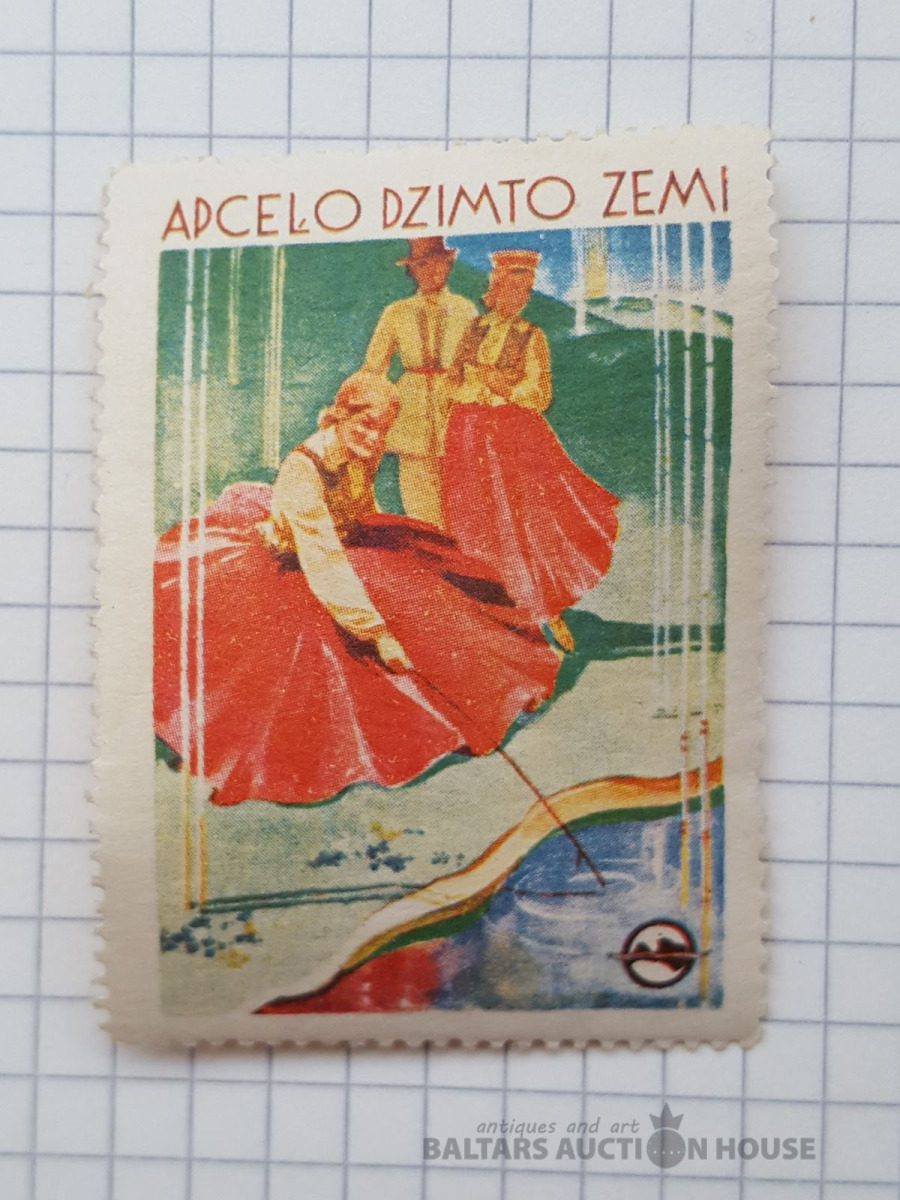 APCEĻO DZIMTO ZEMI
antiques and art
BALTARS AUCTION HOUSE